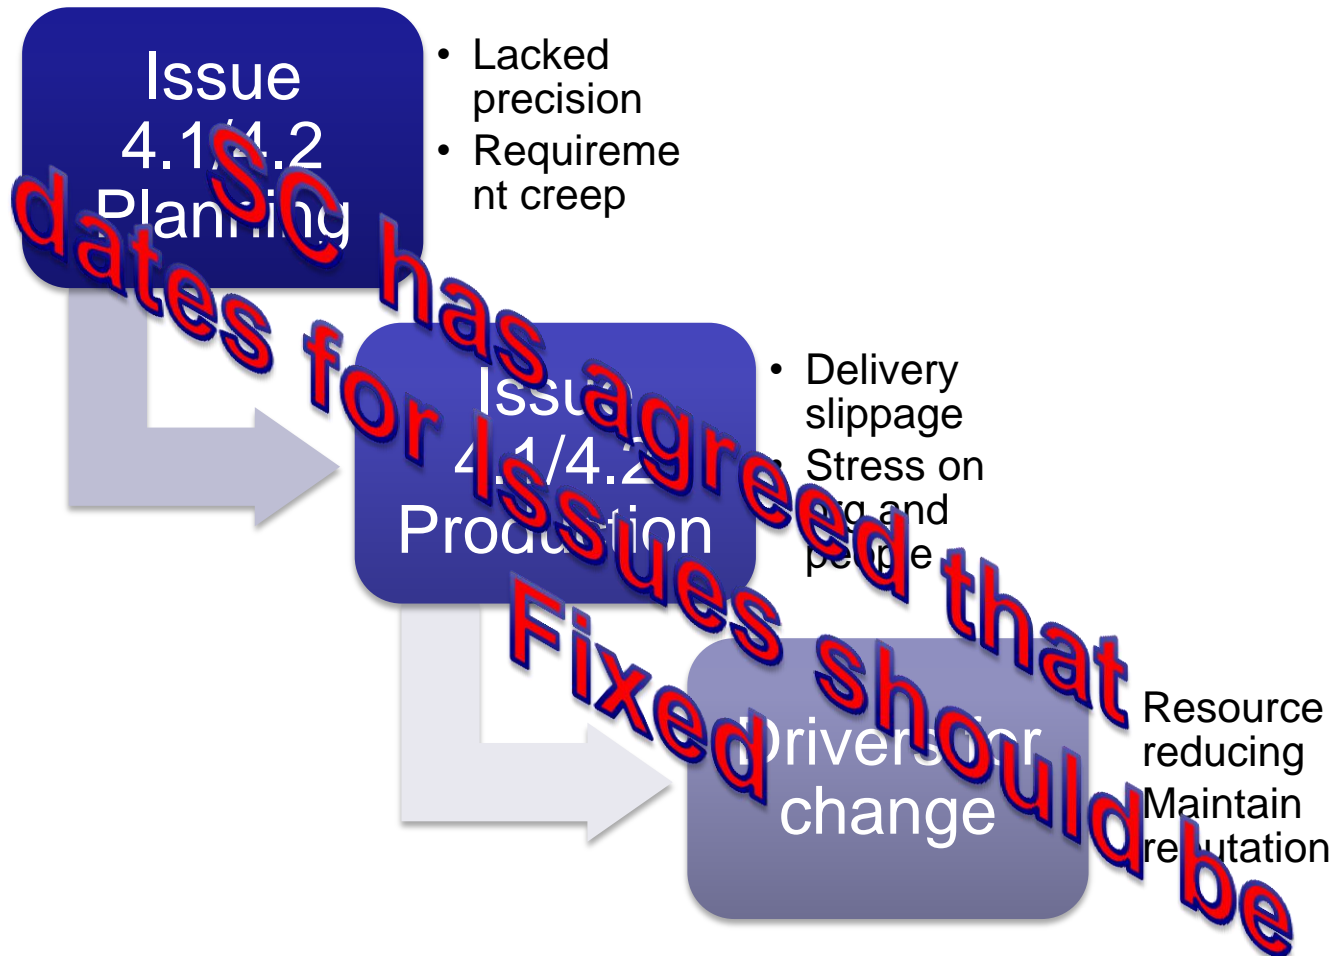 Issue
4.1/4.2
Planning
• Lacked
precision
• Requireme
nt creep
Issue
4.1/4.2
Production
• Delivery
slippage
• Stress on
org and
people
Drivers for
change
Resource
reducing
Maintain
reputation
SC has agreed that
dates for Issues should be
Fixed